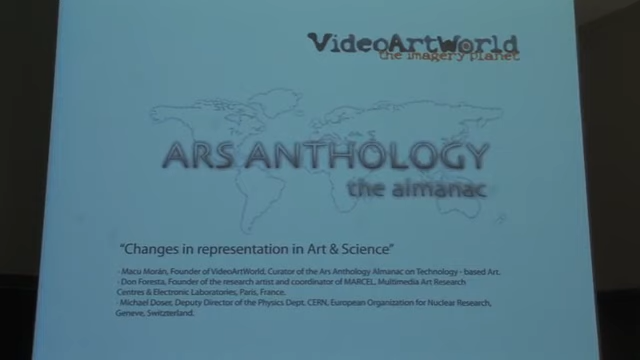 VideoArtWorld
the imagery planet
ARS ANTHOLOGY
the almanac
“Changes in representation in Art & Science”
- Macu Morán, Founder of VideoArtWorld, Curator of the Ars Anthology Almanac on Technology - based Art.
- Don Foresta, Founder of the research artist and coordinator of MARCEL, Multimedia Art Research
Centres & Electronic Laboratories, Paris, France.
- Michael Doser, Deputy Director of the Physics Dept. CERN, European Organization for Nuclear Research,
Geneve, Switzterland.